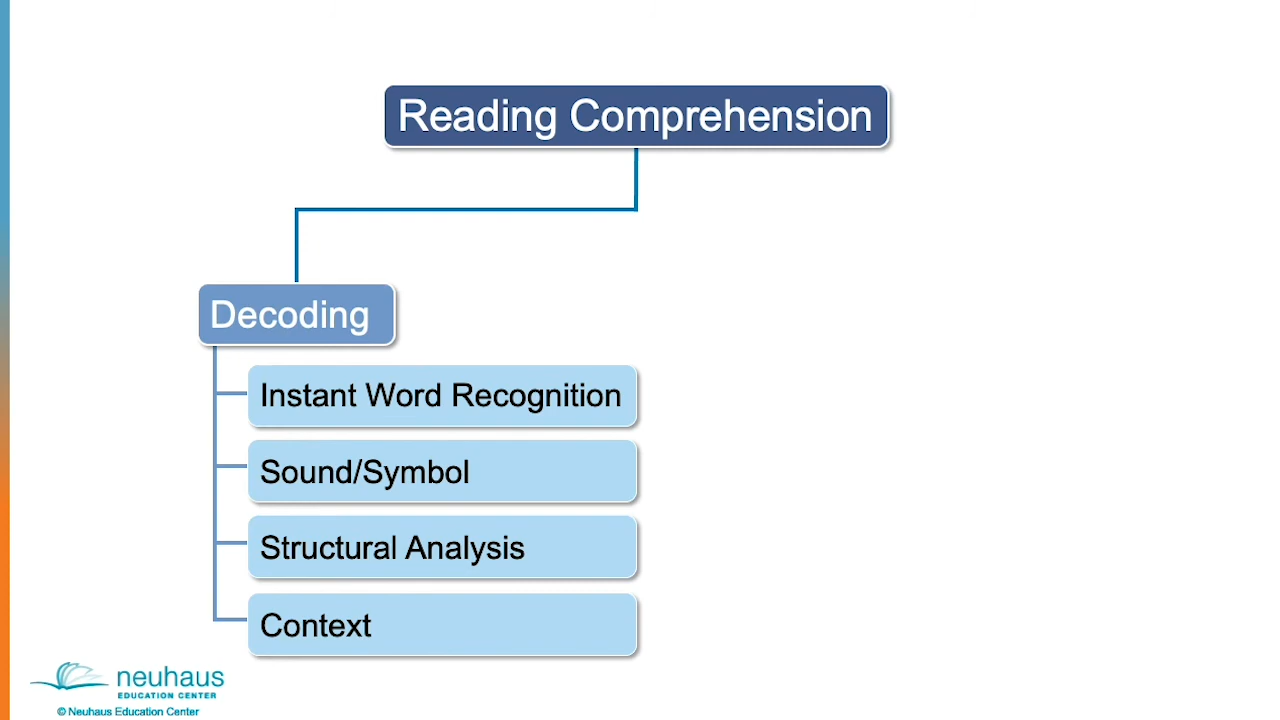 Reading Comprehension
Decoding
Instant Word Recognition
Sound/Symbol
Structural Analysis
Context
neuhaus
EDUCATION CENTER
© Neuhaus Education Center